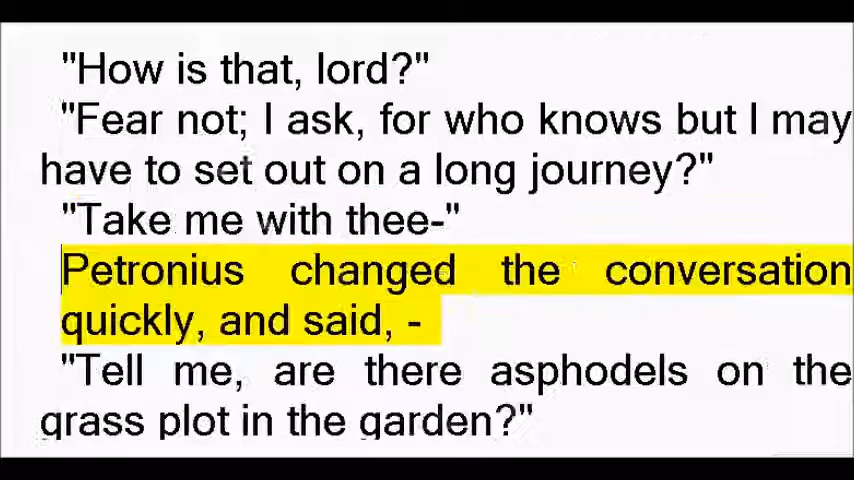 "How is that, lord?"
"Fear not; I ask, for who knows but I may
have to set out on a long journey?"
"Take me with thee-"
Petronius changed the conversation
quickly, and said, -
"Tell me, are there asphodels on the
grass plot in the garden?"